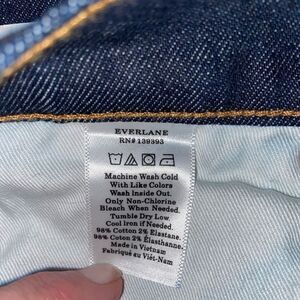 EVERLANE
RN# 139393
Machine Wash Cold
With Like Colors
Wash Inside Out.
Only Non-Chlorine
Bleach When Needed.
Tumble Dry Low.
Cool Iron if Needed.
98% Cotton 2% Elastane.
98% Coton 2% Élasthanne.
Made in Vietnam
Fabriqué au Viêt-Nam